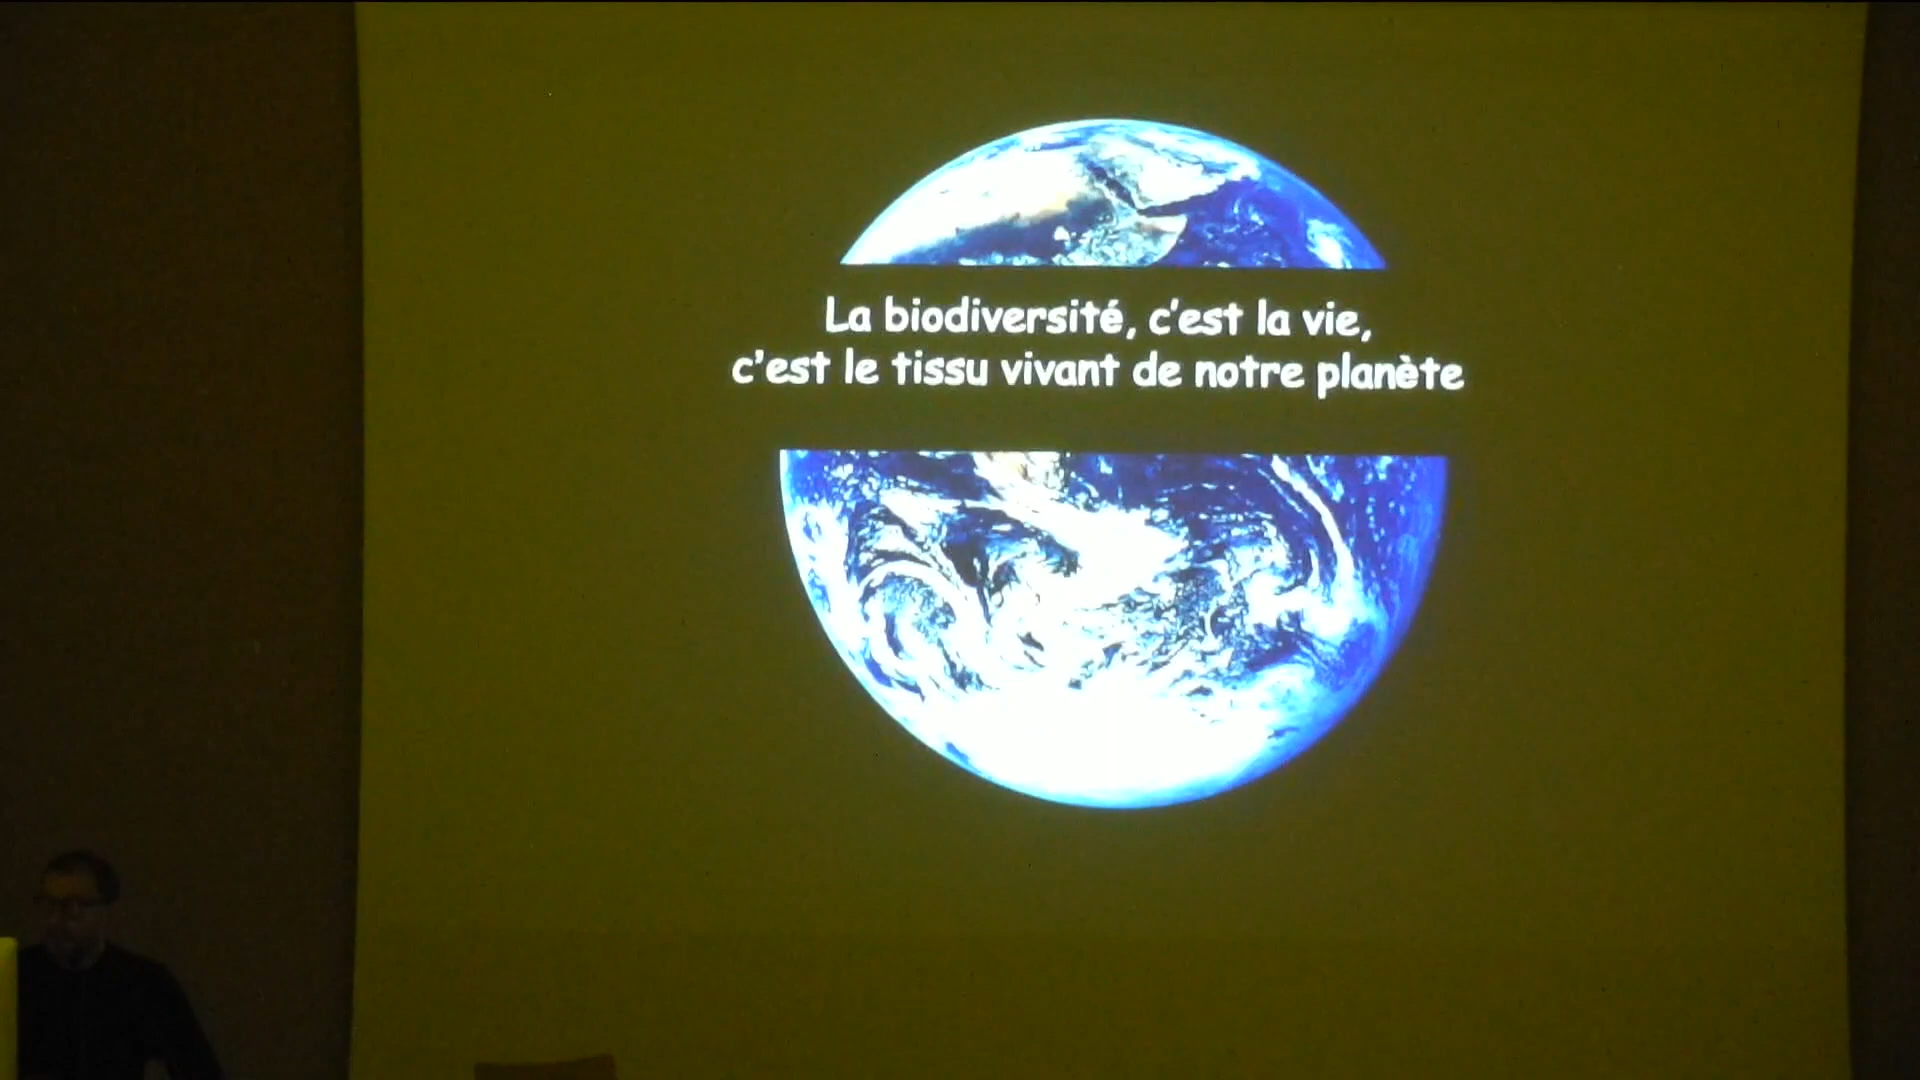 La biodiversité, c'est la vie,
c'est le tissu vivant de notre planète